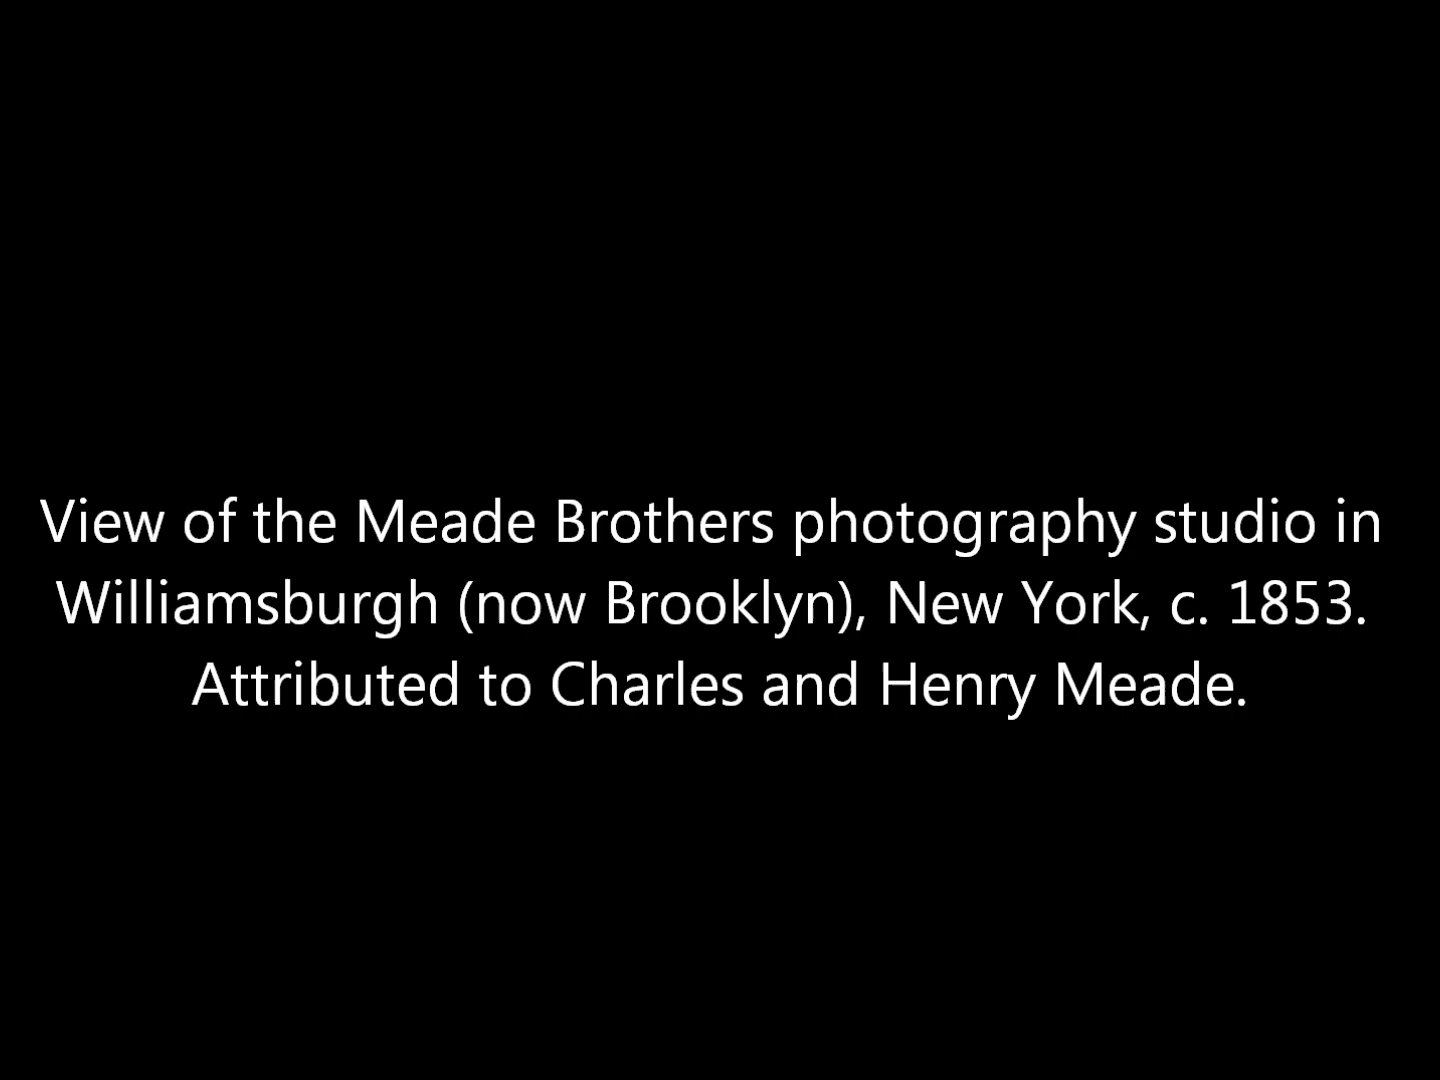 View of the Meade Brothers photography studio in
Williamsburgh (now Brooklyn), New York, c. 1853.
Attributed to Charles and Henry Meade.